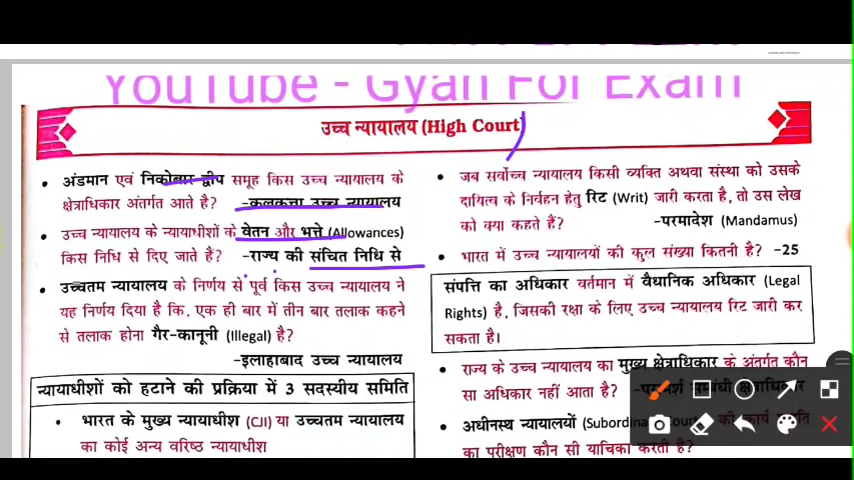 YouTube - Gyan For Exam
उच्च न्यायालय (High Court)
अंडमान एवं निकोबार द्वीप समूह किस उच्च न्यायालय के
क्षेत्राधिकार अंतर्गत आते है? -कलकत्ता उच्च न्यायालय
उच्च न्यायालय के न्यायाधीशों के वेतन और भत्ते (Allowances)
किस निधि से दिए जाते हैं? -राज्य की संचित निधि से
उच्चतम न्यायालय के निर्णय से पूर्व किस उच्च न्यायालय ने
यह निर्णय दिया है कि, एक ही बार में तीन बार तलाक कहने
से तलाक होना गैर-कानूनी (Illegal) है?
-इलाहाबाद उच्च न्यायालय
न्यायाधीशों को हटाने की प्रक्रिया में 3 सदस्यीय समिति
भारत के मुख्य न्यायाधीश (CJI) या उच्चतम न्यायालय
का कोई अन्य वरिष्ठ न्यायाधीश
जब सर्वोच्च न्यायालय किसी व्यक्ति अथवा संस्था को उसके
दायित्व के निर्वहन हेतु रिट (Writ) जारी करता है, तो उस लेख
को क्या कहते हैं? -परमादेश (Mandamus)
भारत में उच्च न्यायालयों की कुल संख्या कितनी है? -25
संपत्ति का अधिकार वर्तमान में वैधानिक अधिकार (Legal
Rights) है, जिसकी रक्षा के लिए उच्च न्यायालय रिट जारी कर
सकता है।
राज्य के उच्च न्यायालय का मुख्य क्षेत्राधिकार के अंतर्गत कौन
सा अधिकार नहीं आता है?
अधीनस्थ न्यायालयों
का परीक्षण कौन सी याचिका करती है?